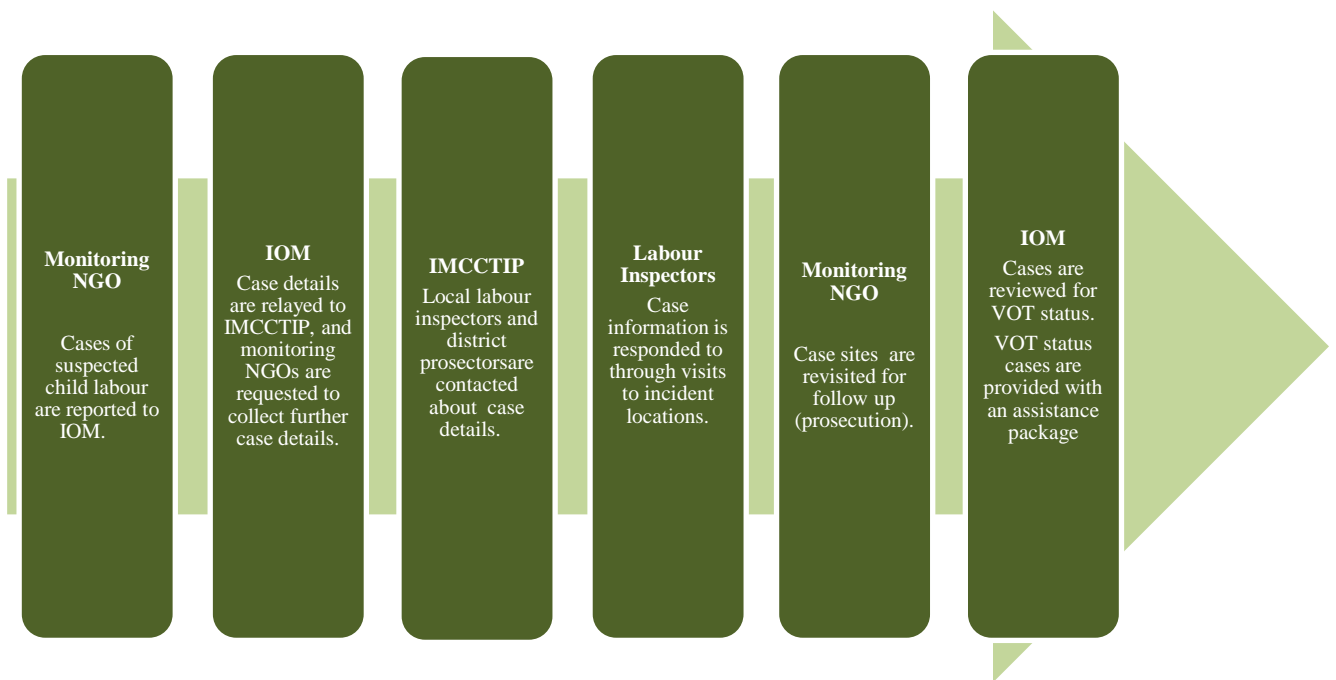 Monitoring
NGO
Cases of
suspected
child labour
are reported to
IOM.
IOM
Case details
are relayed to
IMCCTIP, and
monitoring
NGOs are
requested to
collect further
case details.
IMCCTIP
Local labour
inspectors and
district
prosectorsare
contacted
about case
details.
Labour
Inspectors
Case
information is
responded to
through visits
to incident
locations.
Monitoring
NGO
Case sites are
revisited for
follow up
(prosecution).
IOM
Cases are
reviewed for
VOT status.
VOT status
cases are
provided with
an assistance
package